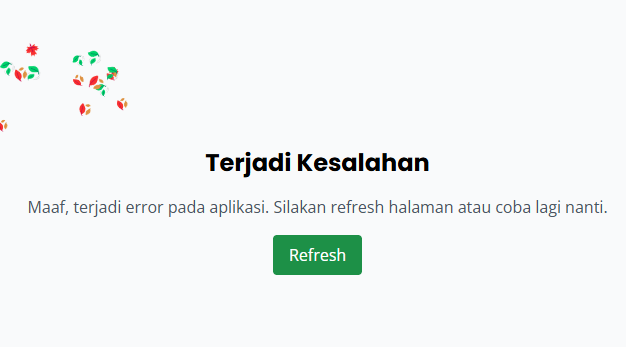 Terjadi Kesalahan
Maaf, terjadi error pada aplikasi. Silakan refresh halaman atau coba lagi nanti.
Refresh